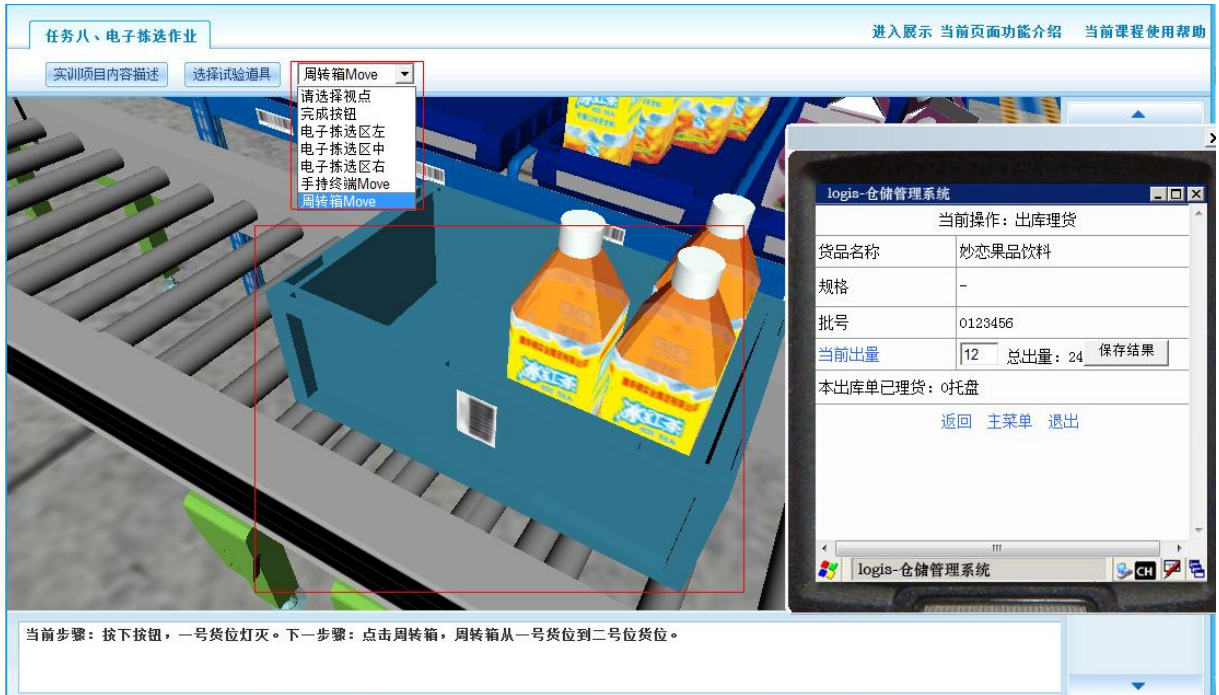 任务八、电子拣选作业
进入展示 当前页面功能介绍 当前课程使用帮助
实训项目内容描述 选择试验道具 周转箱Move
请选择视点
完成按钮
电子拣选区左
电子拣选区中
电子拣选区右
手持终端Move
周转箱Move
logis-仓储管理系统
当前操作：出库理货
货品名称 妙恋果品饮料
规格 -
批号 0123456
当前出量 12 总出量：24 保存结果
本出库单已理货：0托盘
返回 主菜单 退出
logis-仓储管理系统 CH
冰红茶
ICE TEA
当前步骤：按下按钮，一号货位灯灭。下一步骤：点击周转箱，周转箱从一号货位到二号位货位。